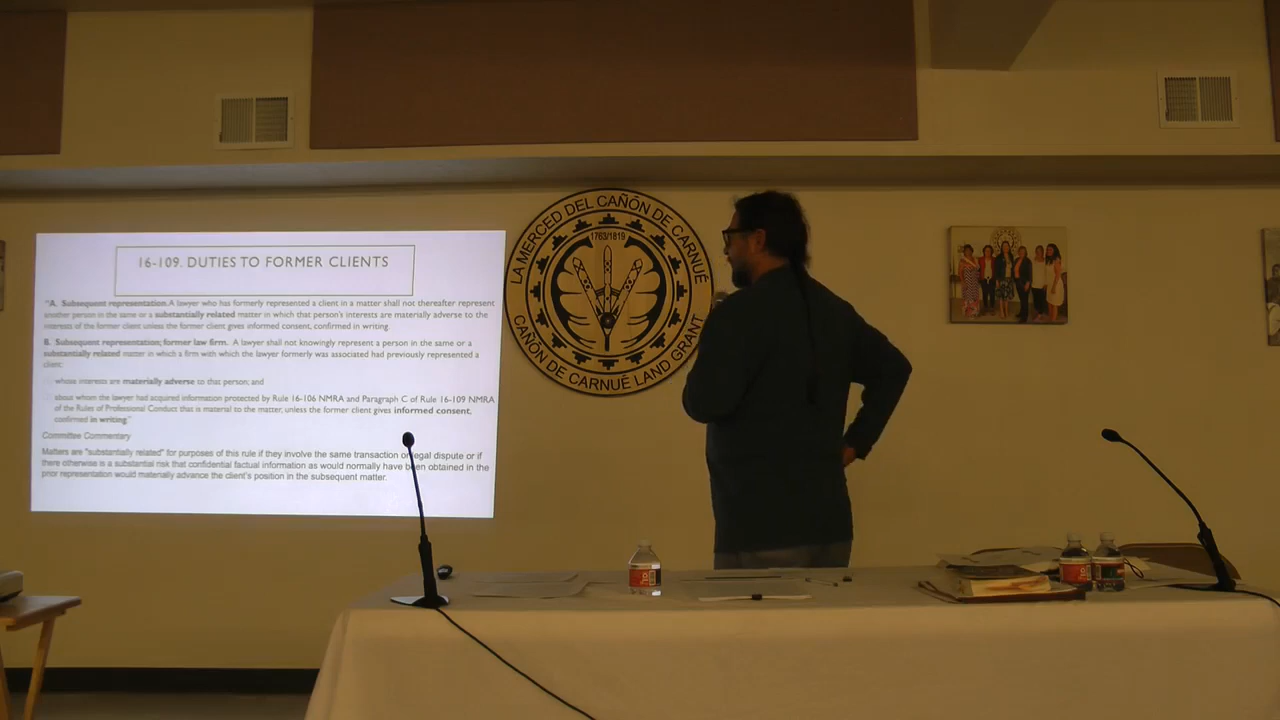 16-109. DUTIES TO FORMER CLIENTS
"A. Subsequent representation. A lawyer who has formerly represented a client in a matter shall not thereafter represent
another person in the same or a substantially related matter in which that person's interests are materially adverse to the
interests of the former client unless the former client gives informed consent, confirmed in writing.
B. Subsequent representation; former law firm. A lawyer shall not knowingly represent a person in the same or a
substantially related matter in which a firm with which the lawyer formerly was associated had previously represented a
client:
whose interests are materially adverse to that person; and
about whom the lawyer had acquired information protected by Rule 16-106 NMRA and Paragraph C of Rule 16-109 NMRA
of the Rules of Professional Conduct that is material to the matter, unless the former client gives informed consent,
confirmed in writing."
Committee Commentary
Matters are "substantially related" for purposes of this rule if they involve the same transaction or legal dispute or if
there otherwise is a substantial risk that confidential factual information as would normally have been obtained in the
prior representation would materially advance the client's position in the subsequent matter.
LA MERCED DEL CAÑÓN DE CARNUÉ
1763/1819
CAÑÓN DE CARNUÉ LAND GRANT